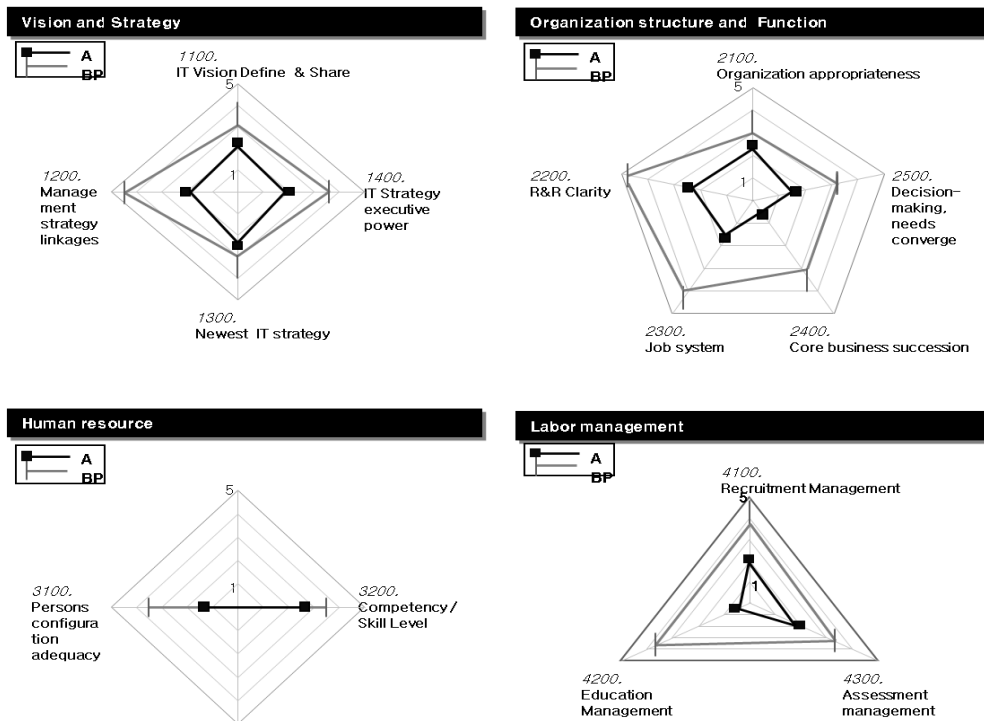 Vision and Strategy
A
BP
1100.
IT Vision Define & Share
5
1
1200.
Manage
ment
strategy
linkages
1400.
IT Strategy
executive
power
1300.
Newest IT strategy
Organization structure and Function
A
BP
2100.
Organization appropriateness
5
1
2200.
R&R Clarity
2500.
Decision-
making,
needs
converge
2300.
Job system
2400.
Core business succession
Human resource
A
BP
5
1
3100.
Persons
configura
tion
adequacy
3200.
Competency /
Skill Level
Labor management
A
BP
4100.
Recruitment Management
5
1
4200.
Education
Management
4300.
Assessment
management